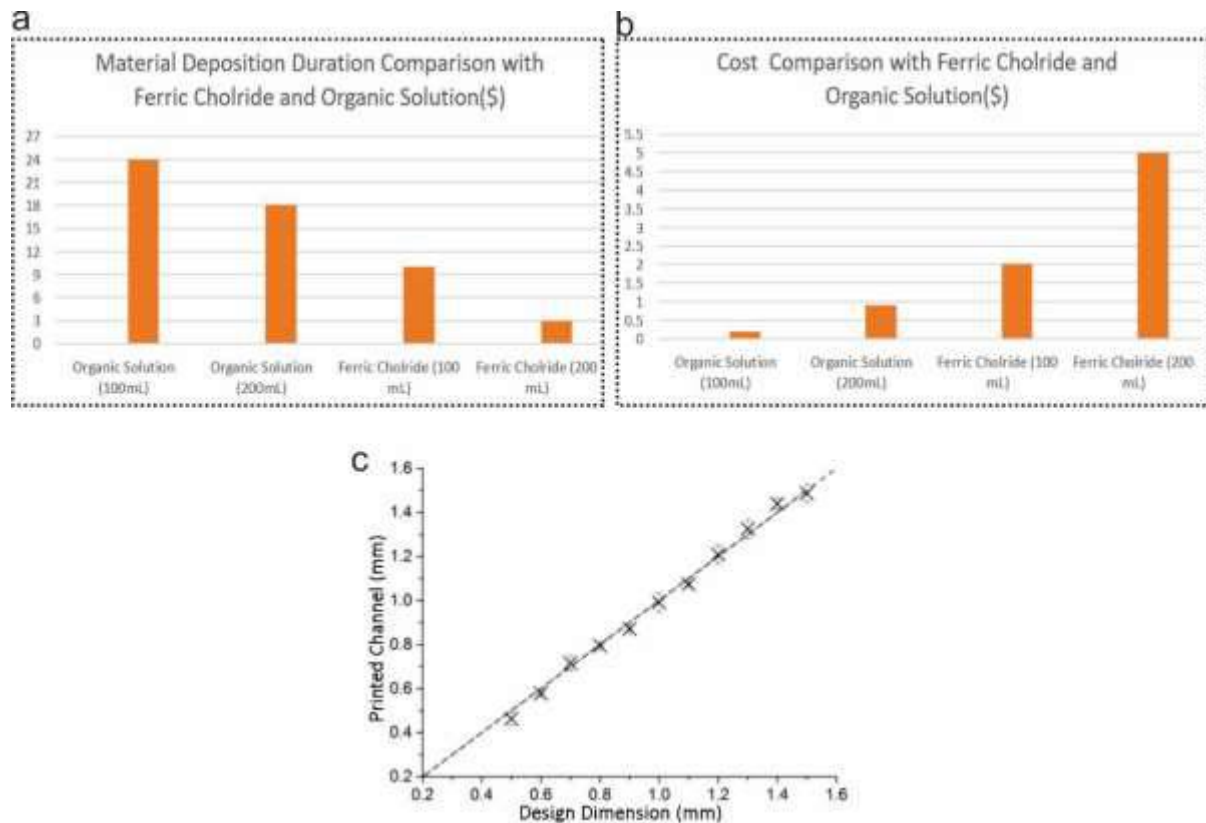 a
Material Deposition Duration Comparison with
Ferric Cholride and Organic Solution($)
27
24
21
18
15
12
9
6
3
0
Organic Solution
(100mL)
Organic Solution
(200mL)
Ferric Cholride (100
mL)
Ferric Cholride (200
mL)
b
Cost Comparison with Ferric Cholride and
Organic Solution($)
5.5
5
4.5
4
3.5
3
2.5
2
1.5
1
0.5
0
Organic Solution
(100mL)
Organic Solution
(200mL)
Ferric Cholride (100
mL)
Ferric Cholride (200
mL)
c
Printed Channel (mm)
1.6
1.4
1.2
1.0
0.8
0.6
0.4
0.2
0.2 0.4 0.6 0.8 1.0 1.2 1.4 1.6
Design Dimension (mm)